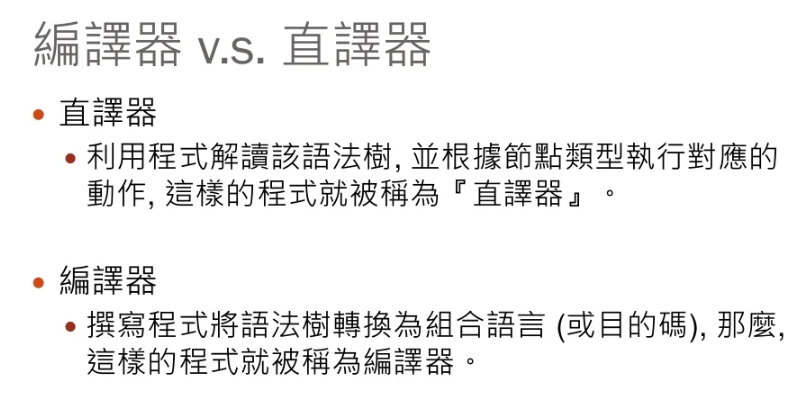 編譯器 v.s. 直譯器
• 直譯器
• 利用程式解讀該語法樹, 並根據節點類型執行對應的
動作, 這樣的程式就被稱為『直譯器』。
• 編譯器
• 撰寫程式將語法樹轉換為組合語言 (或目的碼), 那麼,
這樣的程式就被稱為編譯器。